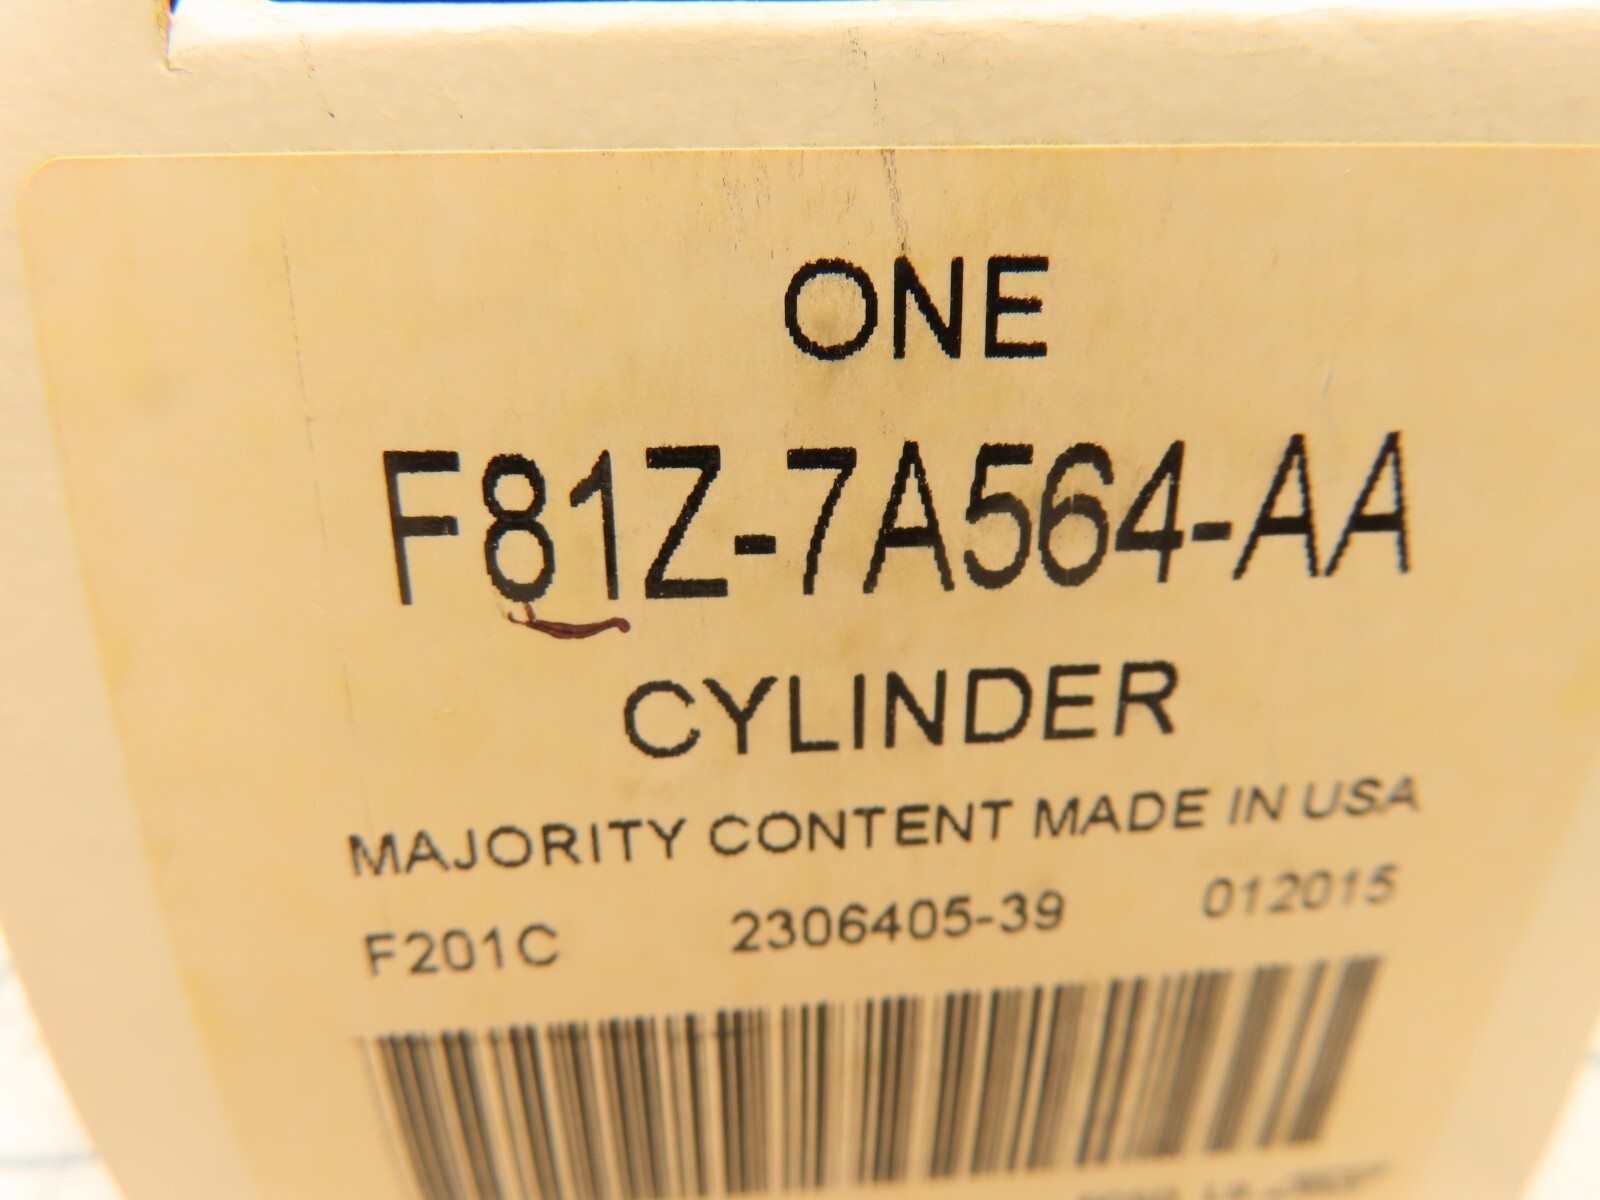 ONE
F81Z-7A564-AA
CYLINDER
MAJORITY CONTENT MADE IN USA
F201C 2306405-39 012015